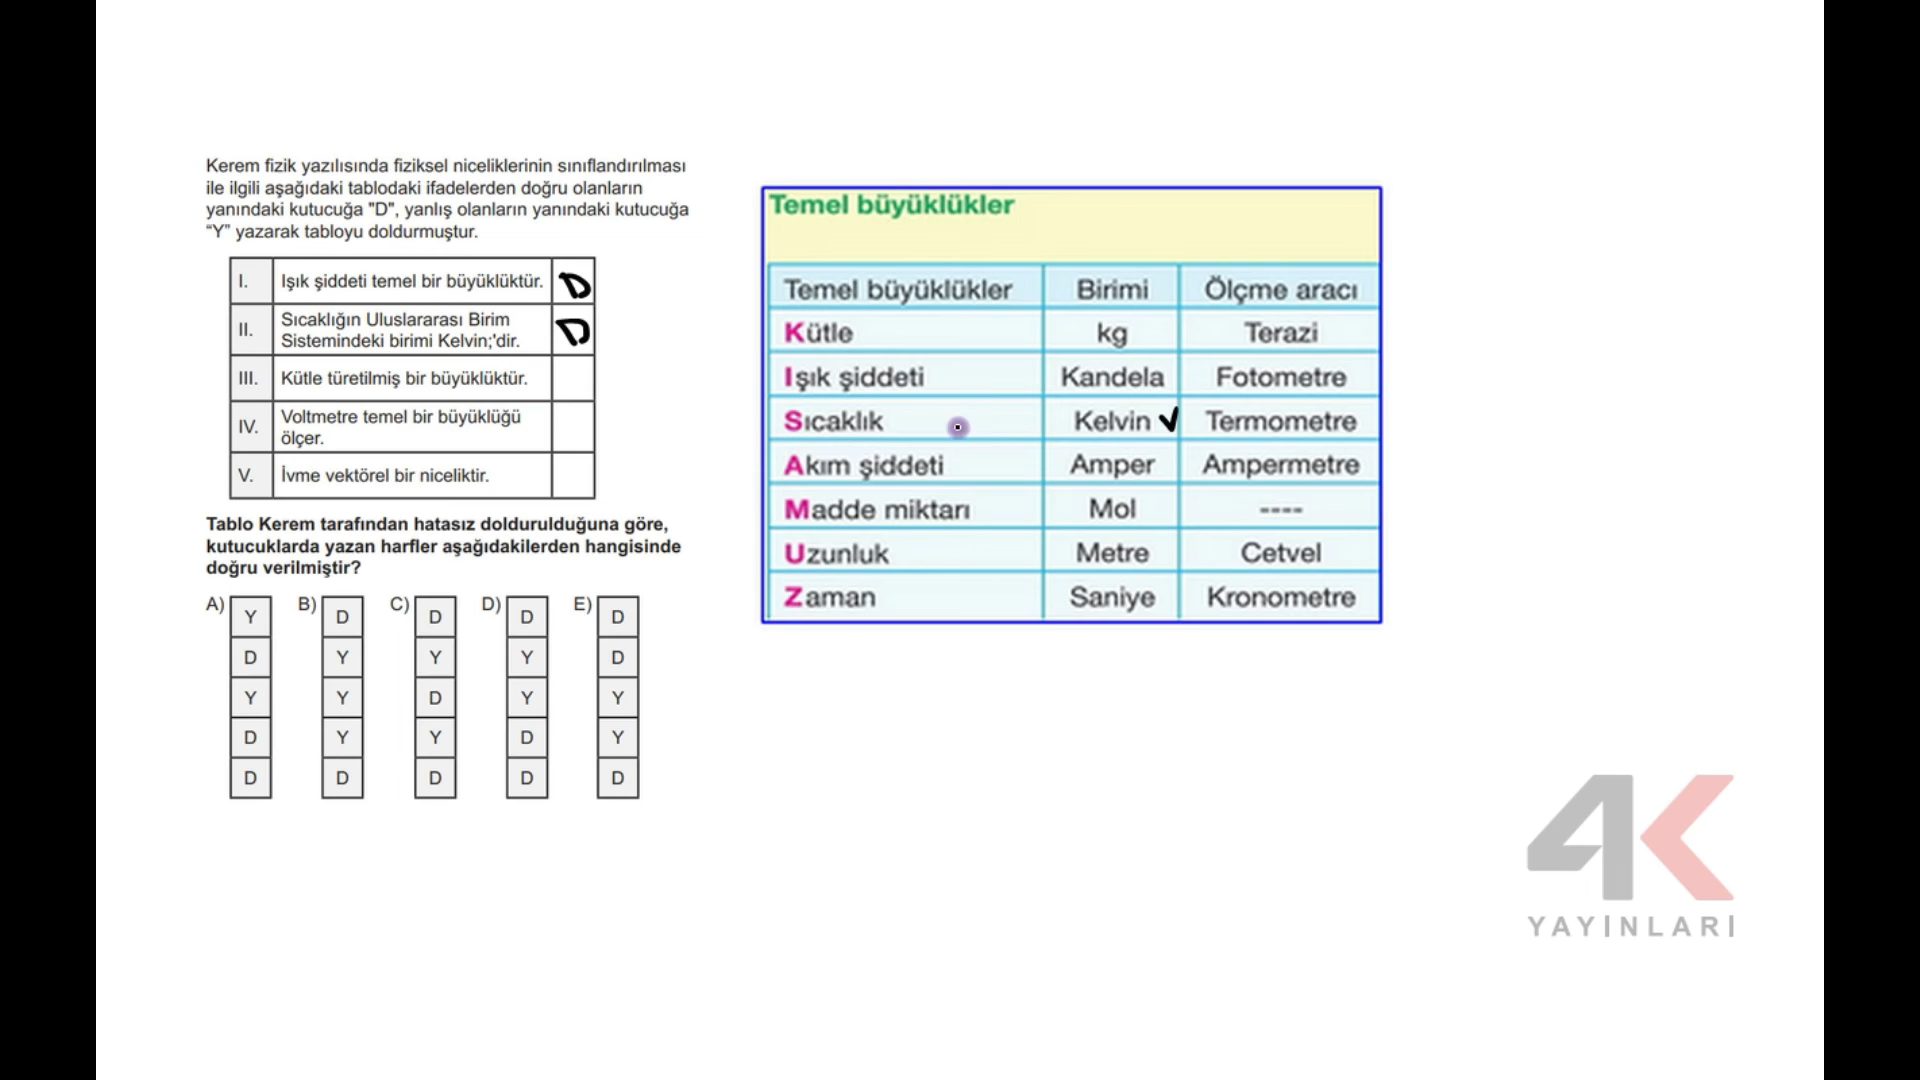 Kerem fizik yazılısında fiziksel niceliklerinin sınıflandırılması
ile ilgili aşağıdaki tablodaki ifadelerden doğru olanların
yanındaki kutucuğa "D", yanlış olanların yanındaki kutucuğa
“Y” yazarak tabloyu doldurmuştur.
I. Işık şiddeti temel bir büyüklüktür. D
II. Sıcaklığın Uluslararası Birim
Sistemindeki birimi Kelvin;'dir. D
III. Kütle türetilmiş bir büyüklüktür.
IV. Voltmetre temel bir büyüklüğü
ölçer.
V. İvme vektörel bir niceliktir.
Tablo Kerem tarafından hatasız doldurulduğuna göre,
kutucuklarda yazan harfler aşağıdakilerden hangisinde
doğru verilmiştir?
A) Y B) D C) D D) D E) D
D Y Y Y D
Y Y D Y Y
D Y Y D Y
D D D D D
Temel büyüklükler
Temel büyüklükler Birimi Ölçme aracı
Kütle kg Terazi
Işık şiddeti Kandela Fotometre
Sıcaklık Kelvin ✓ Termometre
Akım şiddeti Amper Ampermetre
Madde miktarı Mol ----
Uzunluk Metre Cetvel
Zaman Saniye Kronometre
4K
YAYINLARI